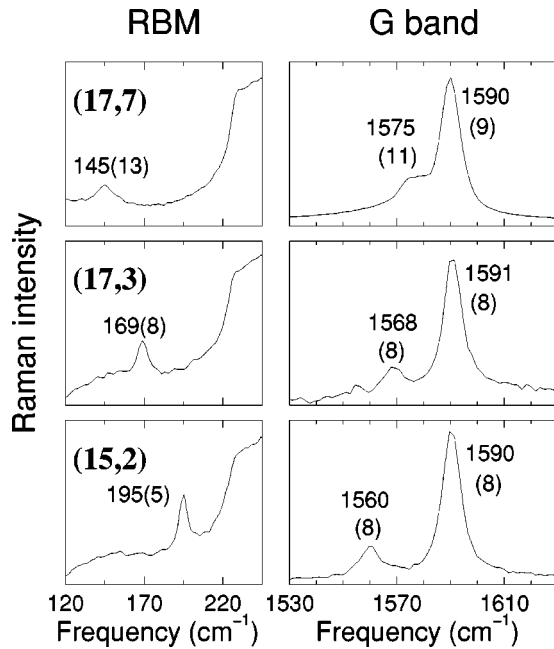 RBM
G band
(17,7)
145(13)
1575
(11)
1590
(9)
(17,3)
169(8)
1568
(8)
1591
(8)
(15,2)
195(5)
1560
(8)
1590
(8)
Raman intensity
120 170 220
1530 1570 1610
Frequency (cm⁻¹)
Frequency (cm⁻¹)